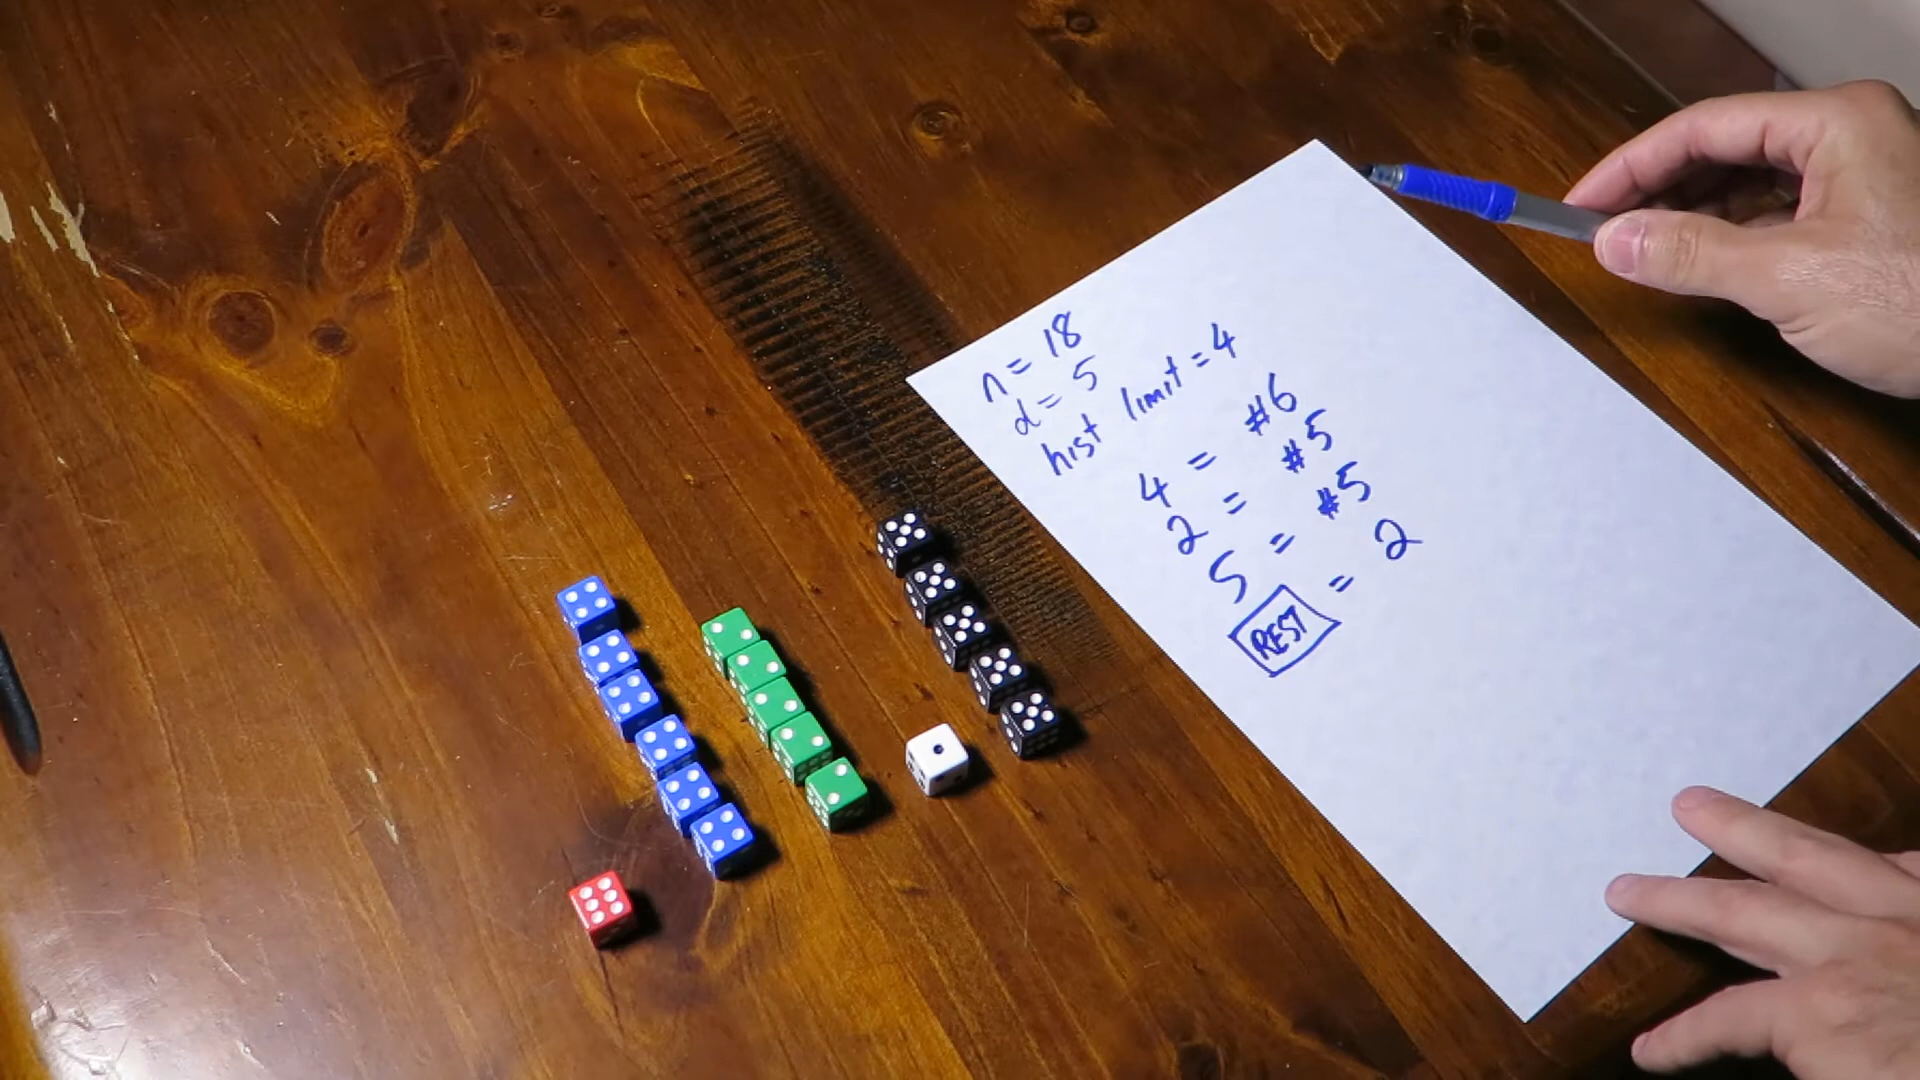 n = 18
d = 5
hist limit = 4
4 = #6
2 = #5
5 = #5
REST = 2